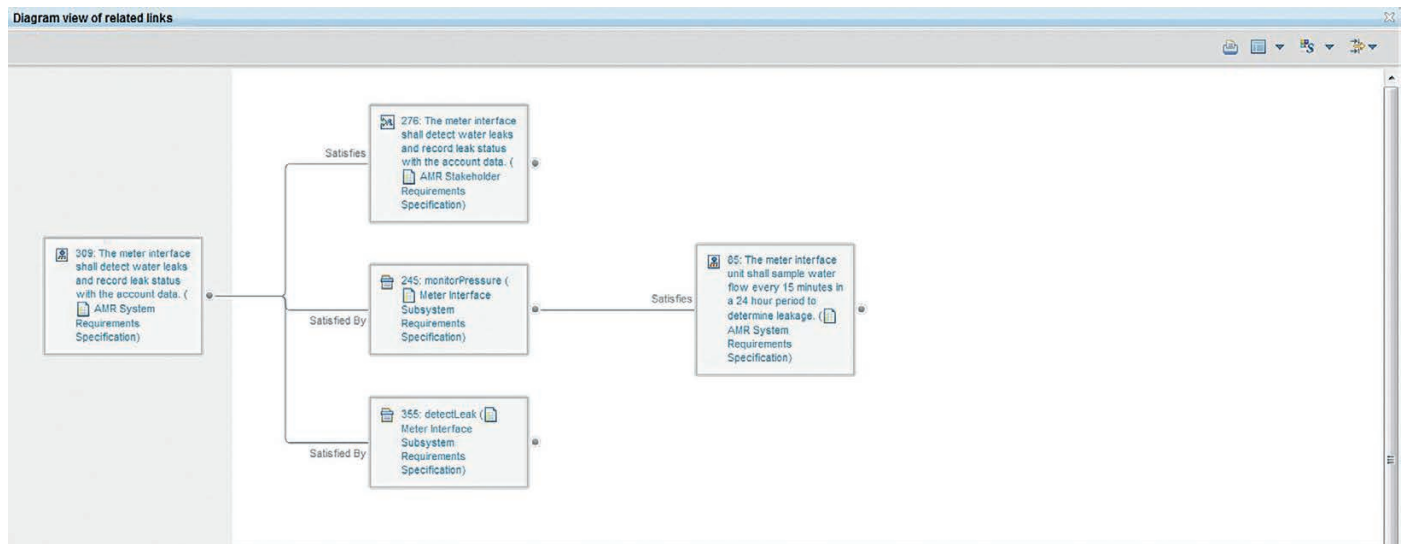 Diagram view of related links
Satisfies
276: The meter interface
shall detect water leaks
and record leak status
with the account data. (
AMR Stakeholder
Requirements
Specification)
309: The meter interface
shall detect water leaks
and record leak status
with the account data. (
AMR System
Requirements
Specification)
Satisfied By
245: monitorPressure (
Meter Interface
Subsystem
Requirements
Specification)
Satisfies
85: The meter interface
unit shall sample water
flow every 15 minutes in
a 24 hour period to
determine leakage. (
AMR System
Requirements
Specification)
Satisfied By
355: detectLeak (
Meter Interface
Subsystem
Requirements
Specification)